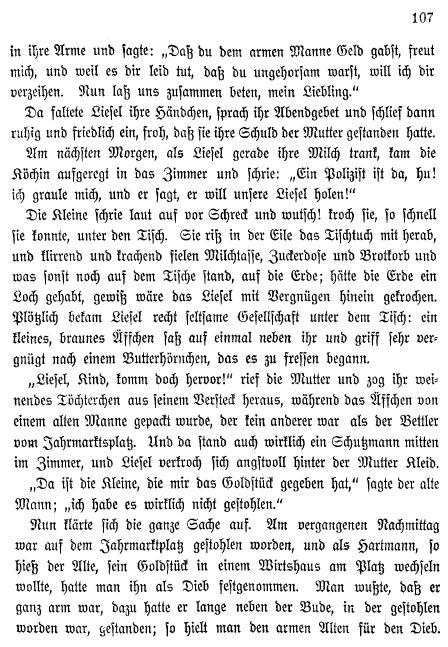 107
in ihre Arme und sagte: „Daß du dem armen Manne Geld gabst, freut
mich, und weil es dir leid tut, daß du ungehorsam warst, will ich dir
verzeihen. Nun laß uns zusammen beten, mein Liebling.“
Da faltete Liesel ihre Händchen, sprach ihr Abendgebet und schlief dann
ruhig und friedlich ein, froh, daß sie ihre Schuld der Mutter gestanden hatte.
Am nächsten Morgen, als Liesel gerade ihre Milch trank, kam die
Köchin aufgeregt in das Zimmer und schrie: „Ein Polizist ist da, hu!
ich graule mich, und er sagt, er will unsere Liesel holen!“
Die Kleine schrie laut auf vor Schreck und wutsch! kroch sie, so schnell
sie konnte, unter den Tisch. Sie riß in der Eile das Tischtuch mit herab,
und klirrend und krachend fielen Milchtasse, Zuckerdose und Brotkorb und
was sonst noch auf dem Tische stand, auf die Erde; hätte die Erde ein
Loch gehabt, gewiß wäre das Liesel mit Vergnügen hinein gekrochen.
Plötzlich bekam Liesel recht seltsame Gesellschaft unter dem Tisch: ein
kleines, braunes Äffchen saß auf einmal neben ihr und griff sehr ver-
gnügt nach einem Butterhörnchen, das es zu fressen begann.
„Liesel, Kind, komm doch hervor!“ rief die Mutter und zog ihr wei-
nendes Töchterchen aus seinem Versteck heraus, während das Äffchen von
einem alten Manne gepackt wurde, der kein anderer war als der Bettler
vom Jahrmarktsplatz. Und da stand auch wirklich ein Schutzmann mitten
im Zimmer, und Liesel verkroch sich angstvoll hinter der Mutter Kleid.
„Da ist die Kleine, die mir das Goldstück gegeben hat,“ sagte der alte
Mann; „ich habe es wirklich nicht gestohlen.“
Nun klärte sich die ganze Sache auf. Am vergangenen Nachmittag
war auf dem Jahrmarktplatz gestohlen worden, und als Hartmann, so
hieß der Alte, sein Goldstück in einem Wirtshaus am Platz wechseln
wollte, hatte man ihn als Dieb festgenommen. Man wußte, daß er
ganz arm war, dazu hatte er lange neben der Bude, in der gestohlen
worden war, gestanden; so hielt man den armen Alten für den Dieb.